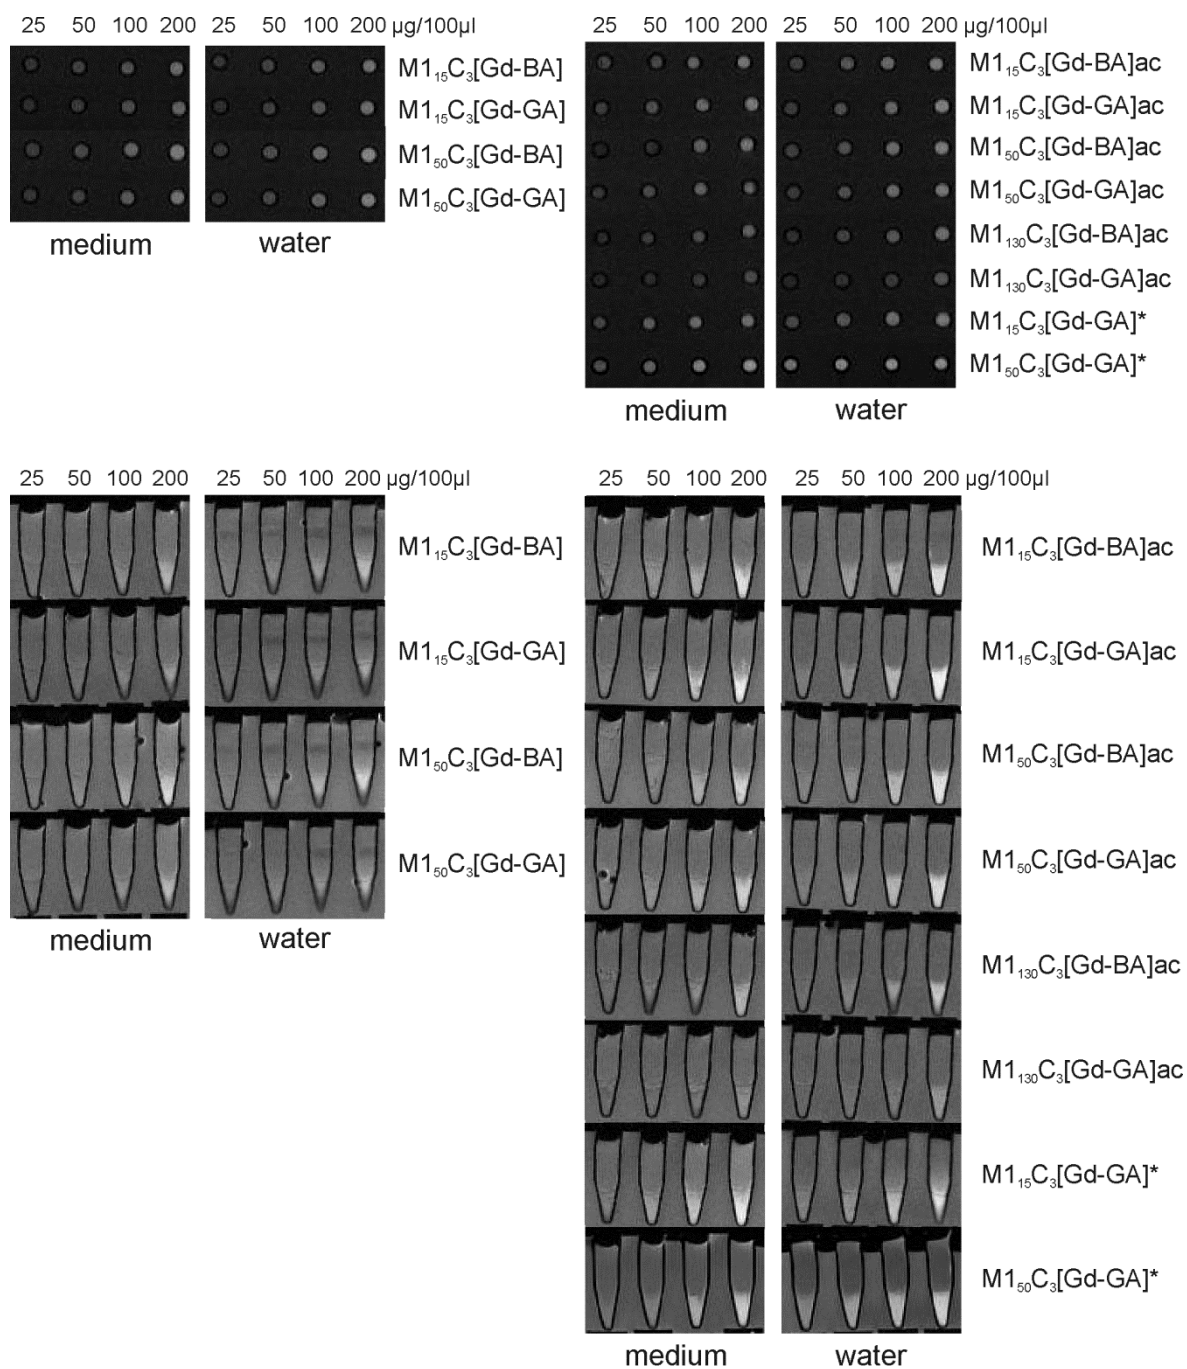 25 50 100 200 µg/100µl
M1₁₅C₃[Gd-BA]
M1₁₅C₃[Gd-GA]
M1₅₀C₃[Gd-BA]
M1₅₀C₃[Gd-GA]
25 50 100 200
medium water
25 50 100 200 µg/100µl
25 50 100 200
M1₁₅C₃[Gd-BA]ac
M1₁₅C₃[Gd-GA]ac
M1₅₀C₃[Gd-BA]ac
M1₅₀C₃[Gd-GA]ac
M1₁₃₀C₃[Gd-BA]ac
M1₁₃₀C₃[Gd-GA]ac
M1₁₅C₃[Gd-GA]*
M1₅₀C₃[Gd-GA]*
medium water
25 50 100 200 25 50 100 200 µg/100µl
M1₁₅C₃[Gd-BA]
M1₁₅C₃[Gd-GA]
M1₅₀C₃[Gd-BA]
M1₅₀C₃[Gd-GA]
medium water
25 50 100 200 25 50 100 200 µg/100µl
M1₁₅C₃[Gd-BA]ac
M1₁₅C₃[Gd-GA]ac
M1₅₀C₃[Gd-BA]ac
M1₅₀C₃[Gd-GA]ac
M1₁₃₀C₃[Gd-BA]ac
M1₁₃₀C₃[Gd-GA]ac
M1₁₅C₃[Gd-GA]*
M1₅₀C₃[Gd-GA]*
medium water